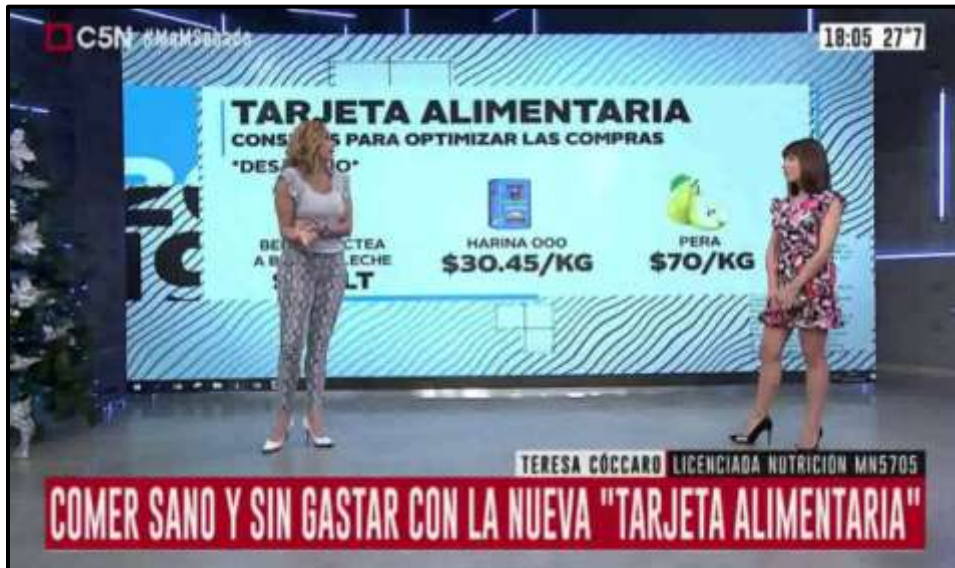 C5N #MaMSábado
18:05 27°7
TARJETA ALIMENTARIA
PARA OPTIMIZAR LAS COMPRAS
HARINA 000
$30.45/KG
PERA
$70/KG
TERESA CÓCCARO LICENCIADA NUTRICIÓN MN5705
COMER SANO Y SIN GASTAR CON LA NUEVA "TARJETA ALIMENTARIA"